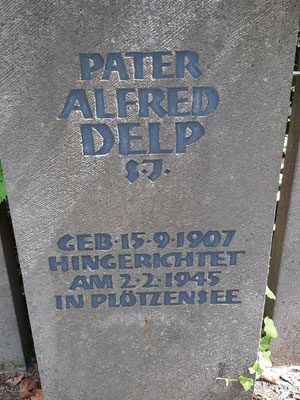 PATER
ALFRED
DELP
S·J·
GEB·15·9·1907
HINGERICHTET
AM·2·2·1945
IN PLÖTZENSEE